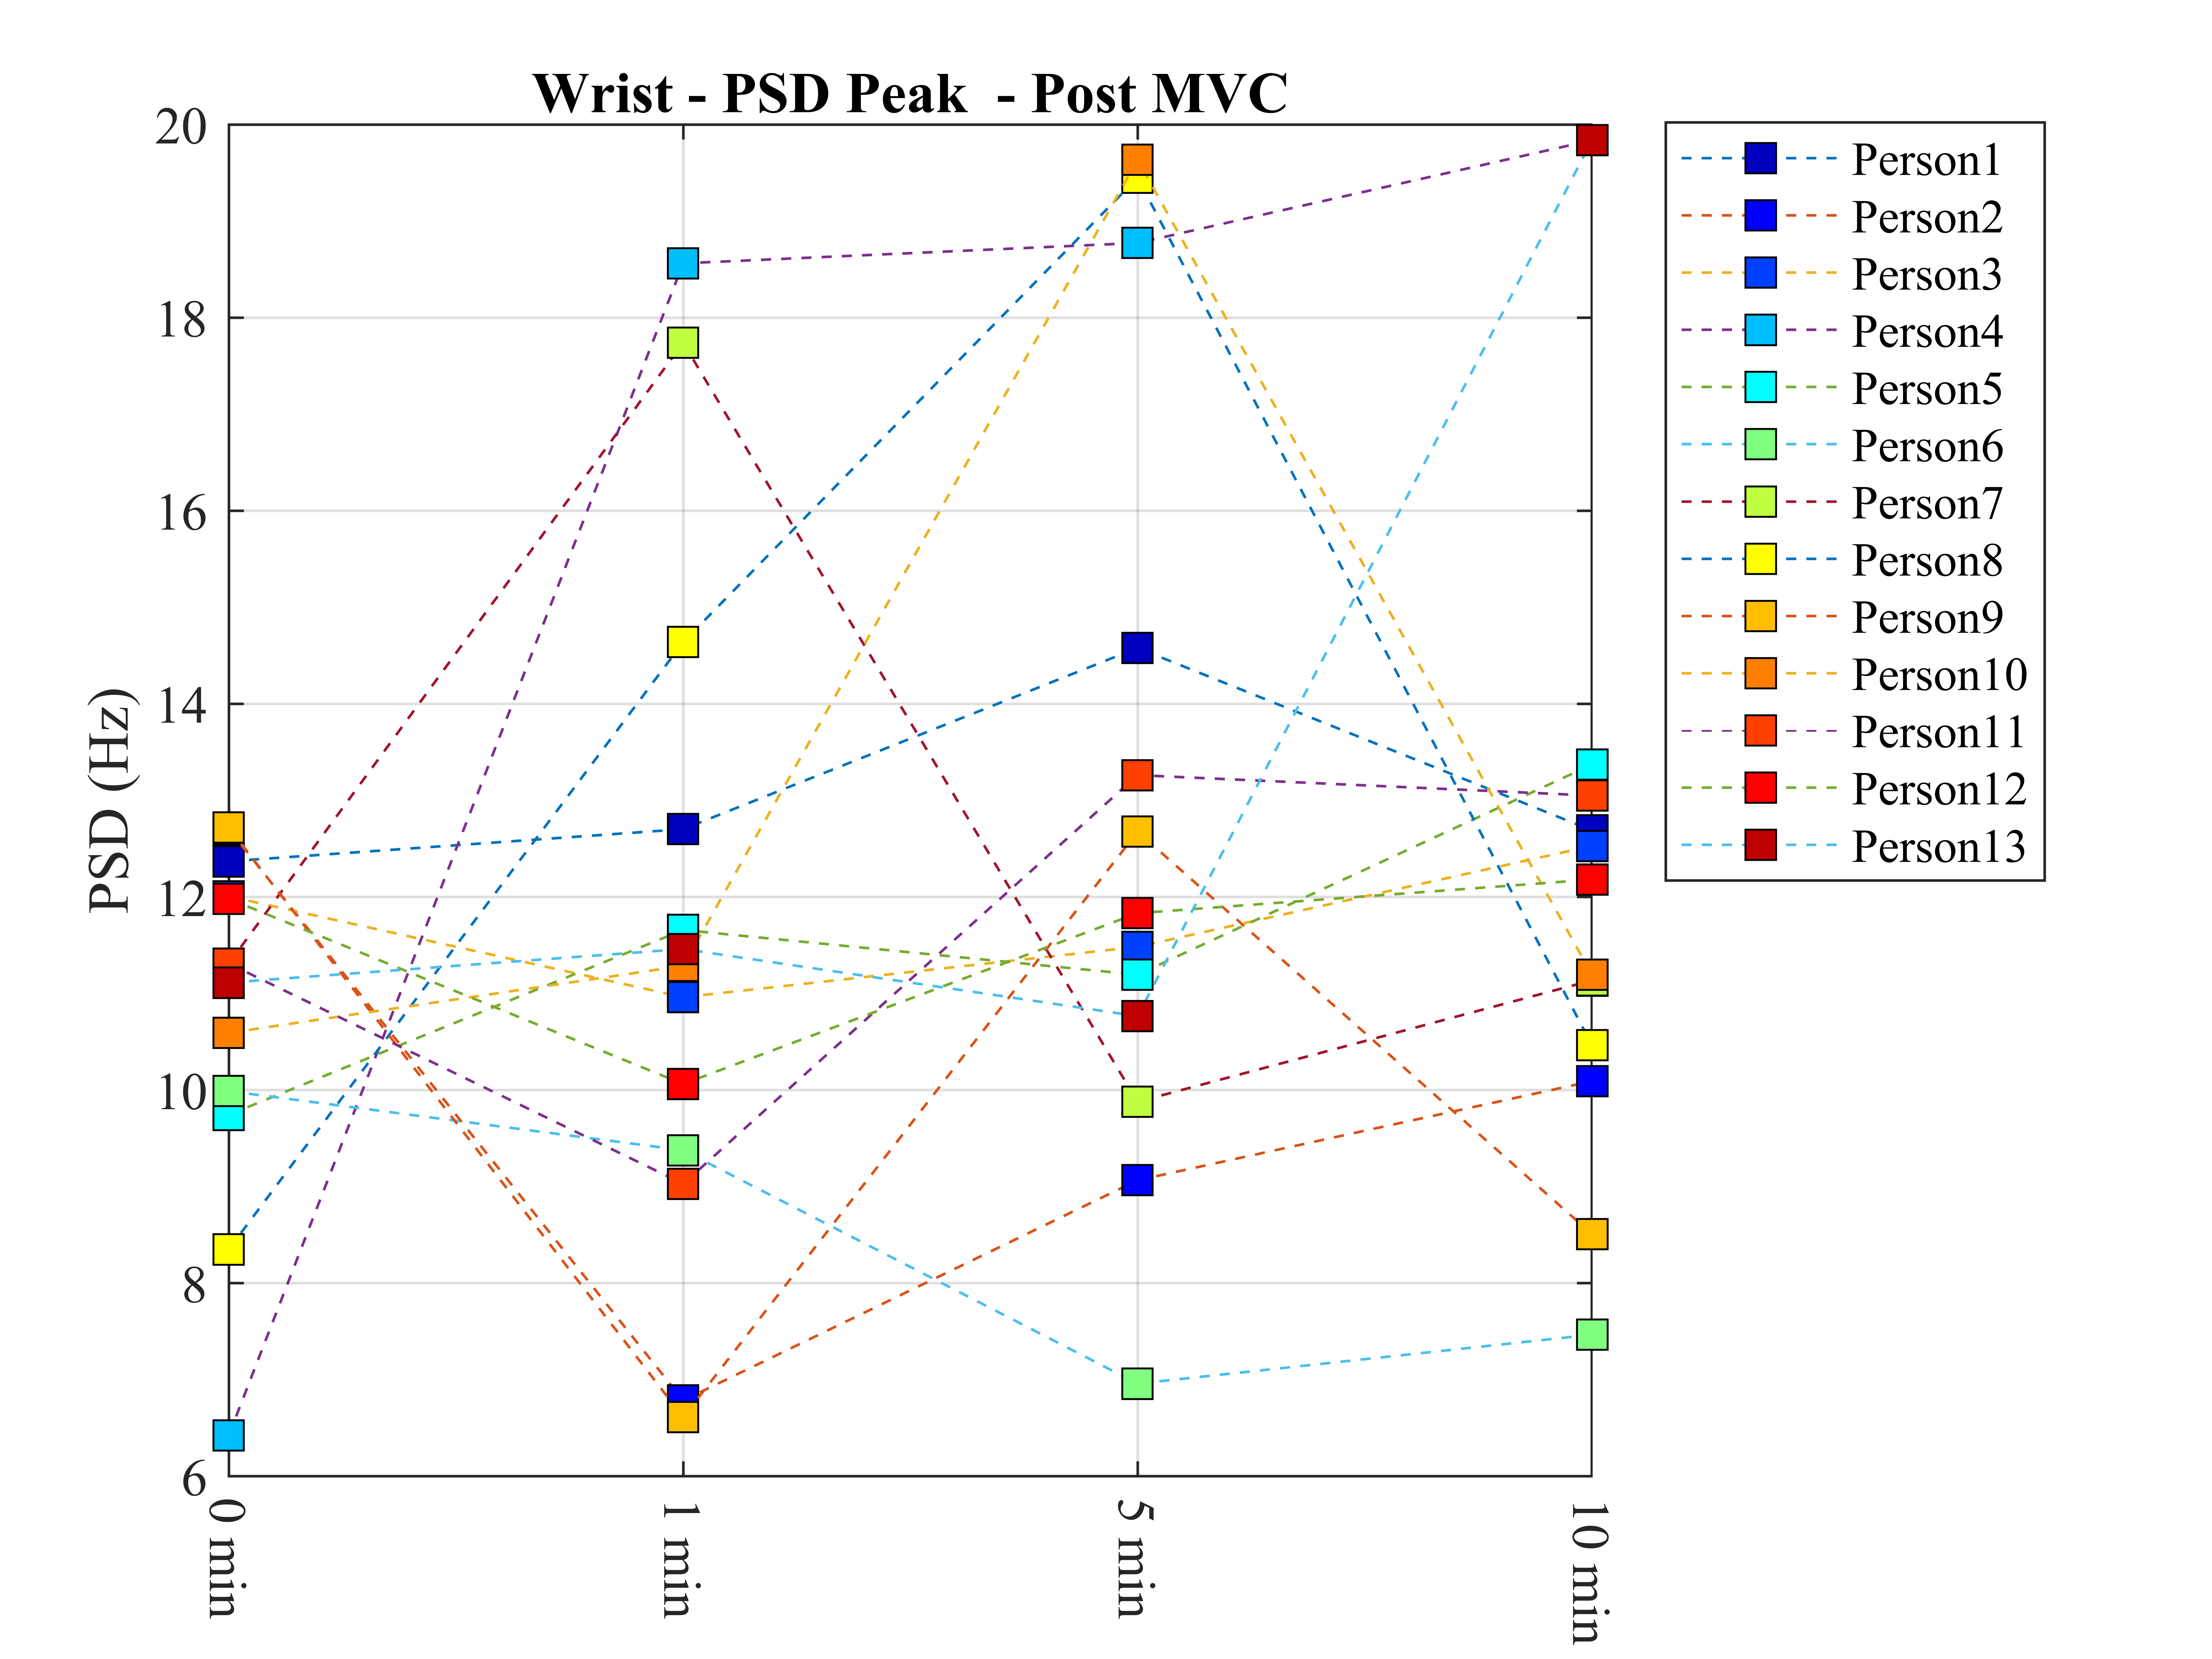 Wrist - PSD Peak  - Post MVC
PSD (Hz)
20
18
16
14
12
10
8
6
0 min
1 min
5 min
10 min
Person1
Person2
Person3
Person4
Person5
Person6
Person7
Person8
Person9
Person10
Person11
Person12
Person13